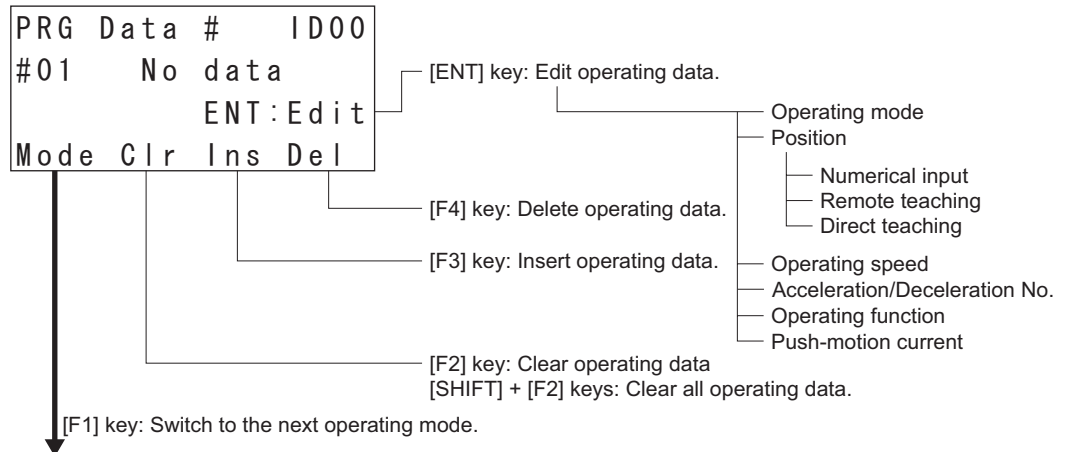 PRG Data # ID00
#01 No data
ENT:Edit
Mode Clr Ins Del
[ENT] key: Edit operating data.
Operating mode
Position
Numerical input
Remote teaching
Direct teaching
Operating speed
Acceleration/Deceleration No.
Operating function
Push-motion current
[F4] key: Delete operating data.
[F3] key: Insert operating data.
[F2] key: Clear operating data
[SHIFT] + [F2] keys: Clear all operating data.
[F1] key: Switch to the next operating mode.